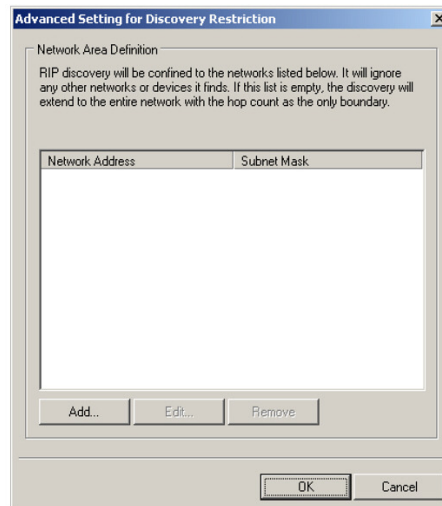 Advanced Setting for Discovery Restriction
Network Area Definition
RIP discovery will be confined to the networks listed below. It will ignore
any other networks or devices it finds. If this list is empty, the discovery will
extend to the entire network with the hop count as the only boundary.
Network Address Subnet Mask
Add... Edit... Remove
OK Cancel